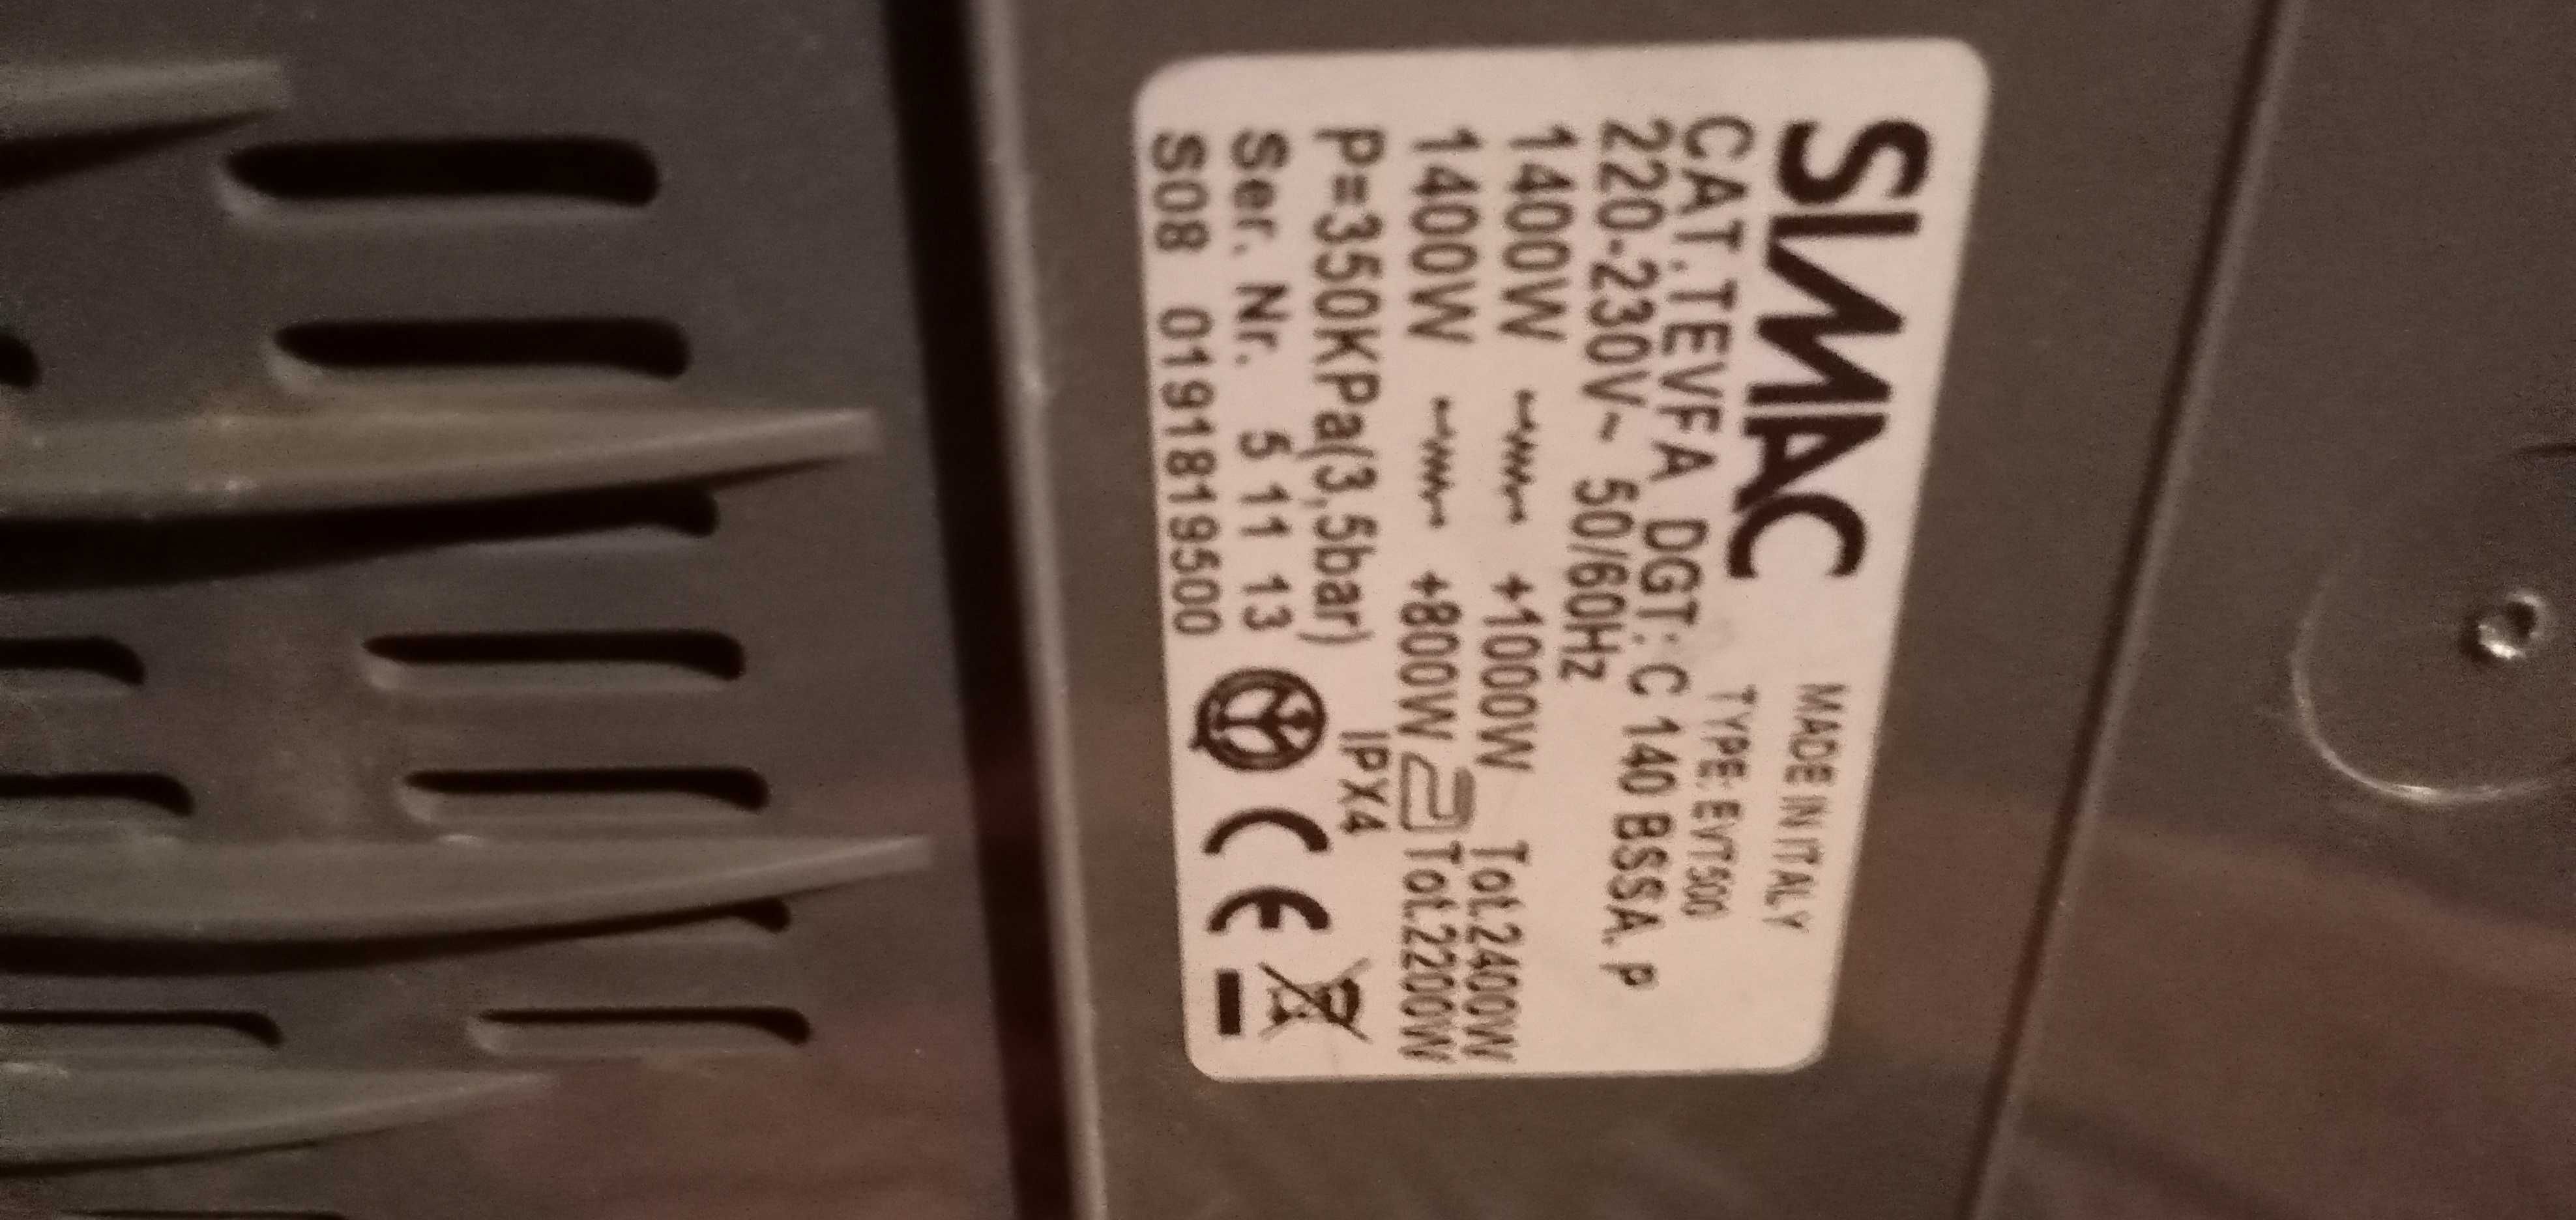 SIMAC MADE IN ITALY
TYPE: EVT500
CAT.TEVFA DGT: C 140 BSSA. P
220-230V~ 50/60Hz
1400W +1000W Tot.2400W
1400W +800W Tot.2200W
P=350KPa(3,5bar) IPX4
Ser. Nr. 5 11 13
S08 0191819500 CE